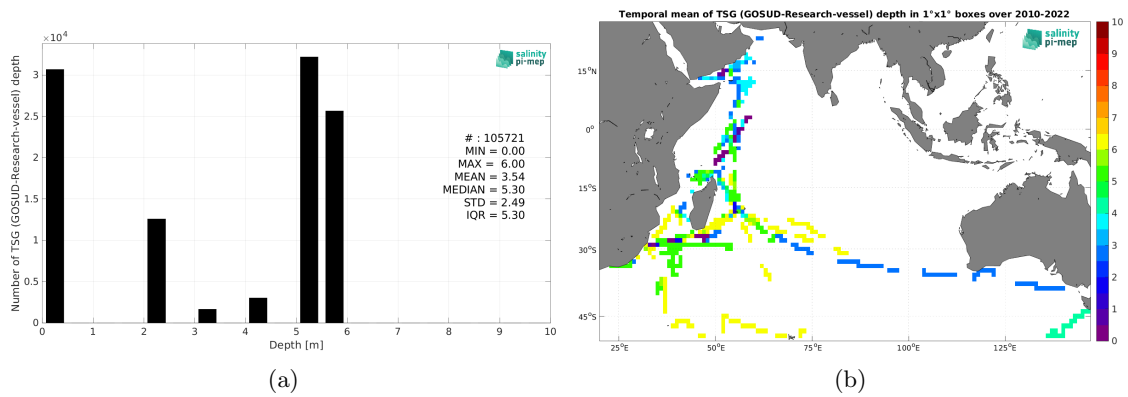 ×10⁴
salinity
pi-mep
Number of TSG (GOSUD-Research-vessel) depth
3
2.5
2
1.5
1
0.5
0
# : 105721
MIN = 0.00
MAX = 6.00
MEAN = 3.54
MEDIAN = 5.30
STD = 2.49
IQR = 5.30
0 1 2 3 4 5 6 7 8 9 10
Depth [m]
(a)
Temporal mean of TSG (GOSUD-Research-vessel) depth in 1°x1° boxes over 2010-2022
salinity
pi-mep
15°N
0°
15°S
30°S
45°S
25°E 50°E 75°E 100°E 125°E
10
9
8
7
6
5
4
3
2
1
0
(b)